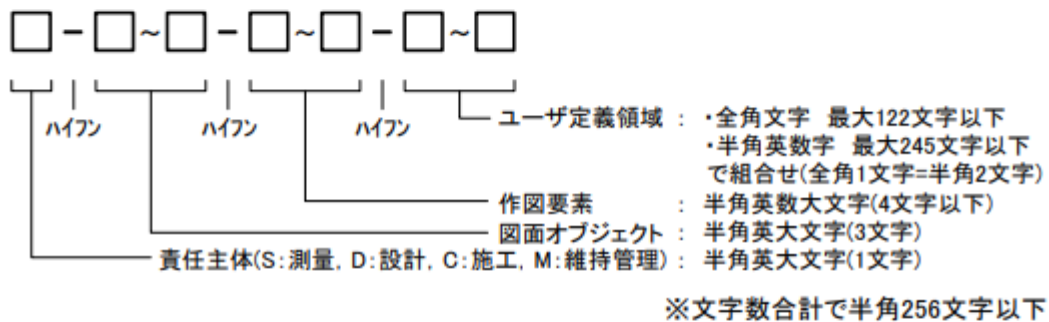 □-□~□-□~□-□~□
ハイフン ハイフン ハイフン
ユーザ定義領域 : ・全角文字 最大122文字以下
・半角英数字 最大245文字以下
で組合せ(全角1文字=半角2文字)
作図要素 : 半角英数大文字(4文字以下)
図面オブジェクト : 半角英大文字(3文字)
責任主体(S:測量, D:設計, C:施工, M:維持管理) : 半角英大文字(1文字)
※文字数合計で半角256文字以下